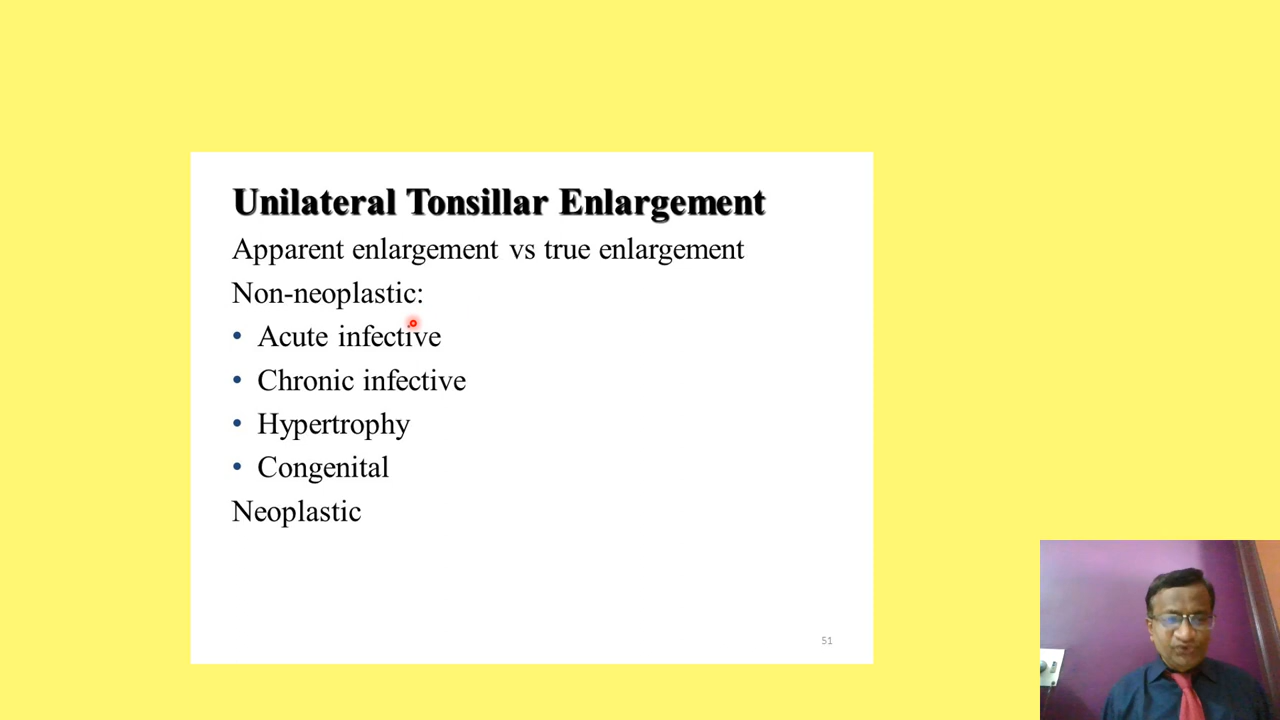 Unilateral Tonsillar Enlargement
Apparent enlargement vs true enlargement
Non-neoplastic:
• Acute infective
• Chronic infective
• Hypertrophy
• Congenital
Neoplastic
51